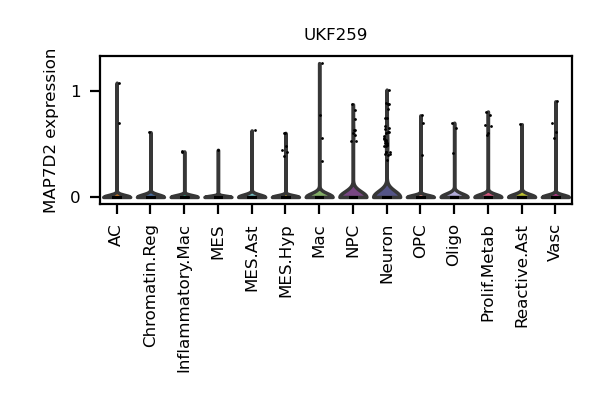 UKF259
MAP7D2 expression
1
0
AC
Chromatin.Reg
Inflammatory.Mac
MES
MES.Ast
MES.Hyp
Mac
NPC
Neuron
OPC
Oligo
Prolif.Metab
Reactive.Ast
Vasc